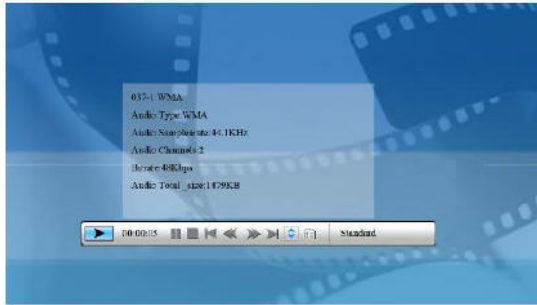 037-1.WMA
Audio Type:WMA
Audio Samplerate:44.1KHz
Audio Channels:2
Bitrate:48Kbps
Audio Total_size:1879KB
00:00:05
Standard